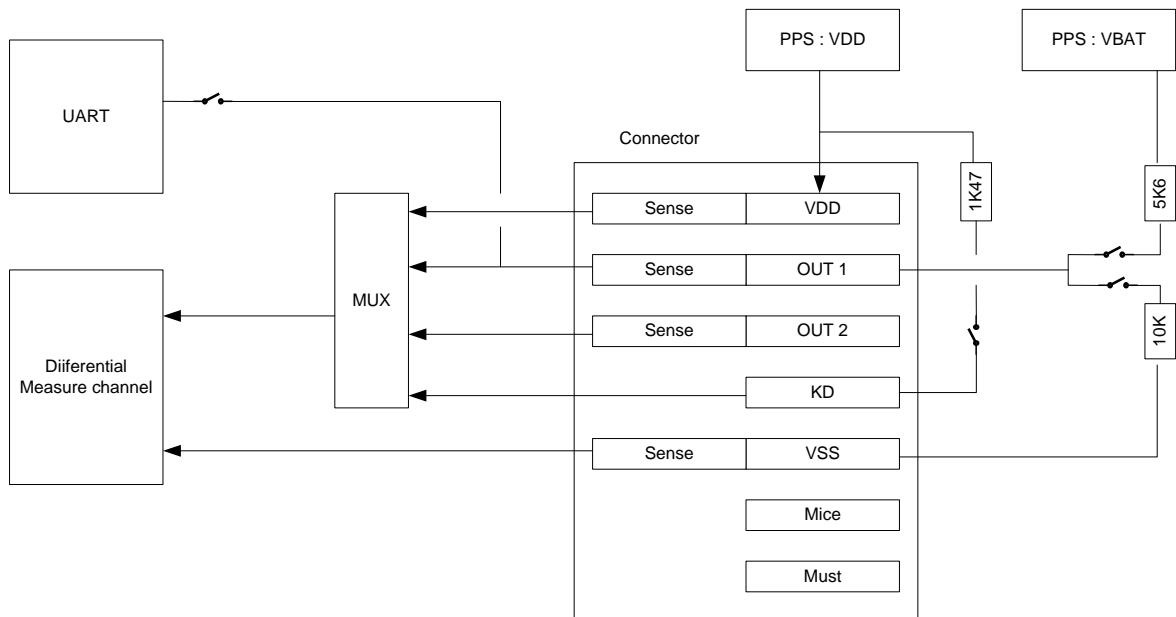 PPS : VDD
PPS : VBAT
UART
Connector
1K47
5K6
Sense
VDD
Sense
OUT 1
MUX
Sense
OUT 2
10K
Diiferential
Measure channel
KD
Sense
VSS
Mice
Must